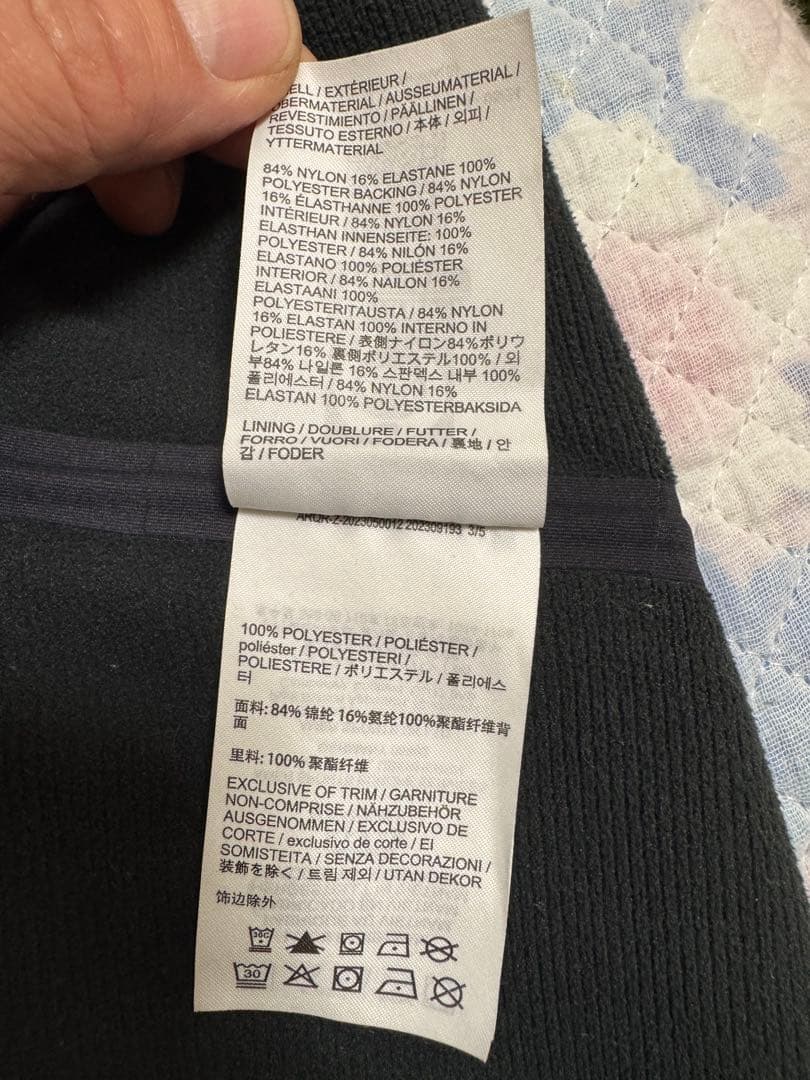 ELL / EXTÉRIEUR /
OBERMATERIAL / AUSSEUMATERIAL /
REVESTIMIENTO / PÄÄLLINEN /
TESSUTO ESTERNO / 本体 / 외피 /
YTTERMATERIAL
84% NYLON 16% ELASTANE 100%
POLYESTER BACKING / 84% NYLON
16% ÉLASTHANNE 100% POLYESTER
INTÉRIEUR / 84% NYLON 16%
ELASTHAN INNENSEITE: 100%
POLYESTER / 84% NILÓN 16%
ELASTANO 100% POLIÉSTER
INTERIOR / 84% NAILON 16%
ELASTAANI 100%
POLYESTERITAUSTA / 84% NYLON
16% ELASTAN 100% INTERNO IN
POLIESTERE / 表側ナイロン84%ポリウ
レタン16% 裏側ポリエステル100% / 외
부84% 나일론 16% 스판덱스 내부 100%
폴리에스터 / 84% NYLON 16%
ELASTAN 100% POLYESTERBAKSIDA
LINING / DOUBLURE / FUTTER /
FORRO / VUORI / FODERA / 裏地 / 안
감 / FODER
ARQR-Z-2023050012 202309193 3/5
100% POLYESTER / POLIÉSTER /
poliéster / POLYESTERI /
POLIESTERE / ポリエステル / 폴리에스
터
面料: 84% 锦纶 16%氨纶100%聚酯纤维背
面
里料: 100% 聚酯纤维
EXCLUSIVE OF TRIM / GARNITURE
NON-COMPRISE / NÄHZUBEHÖR
AUSGENOMMEN / EXCLUSIVO DE
CORTE / exclusivo de corte / EI
SOMISTEITA / SENZA DECORAZIONI /
装飾を除く / 트림 제외 / UTAN DEKOR
饰边除外
30C
30